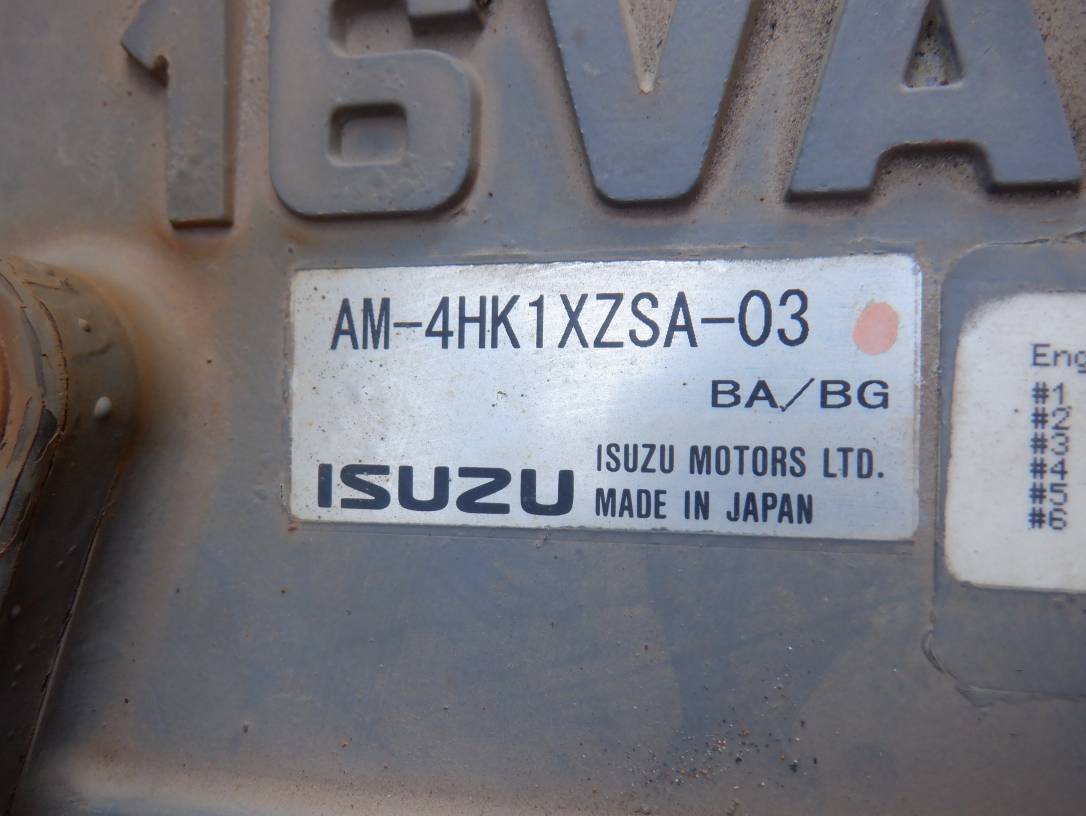 16VA
AM-4HK1XZSA-03
BA/BG
ISUZU
ISUZU MOTORS LTD.
MADE IN JAPAN
Eng
#1
#2
#3
#4
#5
#6